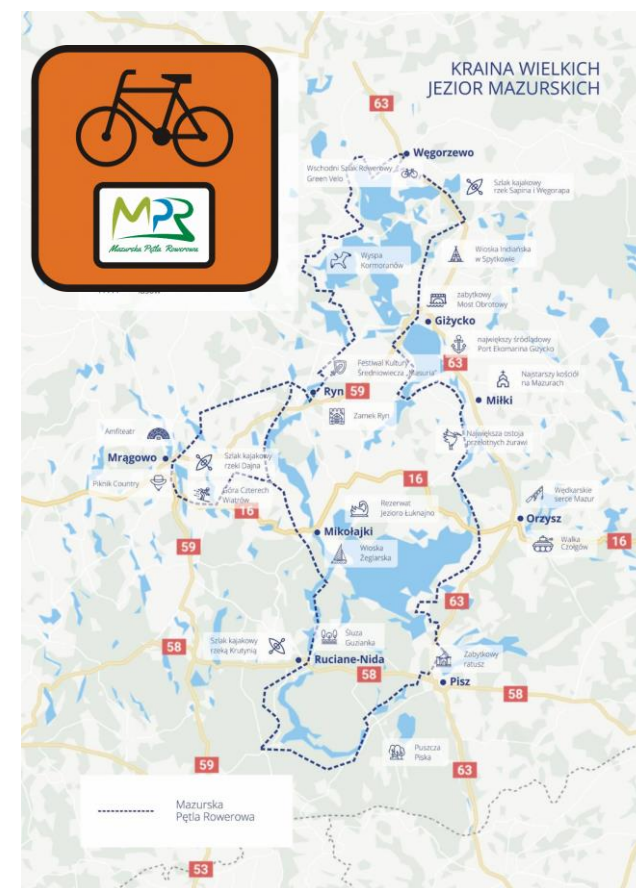 KRAINA WIELKICH
JEZIOR MAZURSKICH
63
MPR
Mazurska Pętla Rowerowa
Węgorzewo
Wschodni Szlak Rowerowy
Green Velo
Szlak kajakowy
rzek Sapina i Węgorapa
Wyspa
Kormoranów
Wioska Indiańska
w Spytkowie
zabytkowy
Most Obrotowy
Giżycko
największy śródlądowy
Port Ekomarina Giżycko
63
Festiwal Kultury
Średniowiecza „Masuria”
Najstarszy kościół
na Mazurach
Ryn
59
Miłki
Zamek Ryn
Amfiteatr
Największa ostoja
przelotnych żurawi
Mrągowo
Szlak kajakowy
rzeki Dajna
16
Piknik Country
Góra Czterech
Wiatrów
Wędkarskie
serce Mazur
16
Rezerwat
Jezioro Łuknajno
Orzysz
Mikołajki
Walka
Czołgów
16
59
Wioska
Żeglarska
63
58
Szlak kajakowy
rzeką Krutynią
Śluza
Guzianka
Zabytkowy
ratusz
Ruciane-Nida
58
Pisz
58
Puszcza
Piska
59
63
Mazurska
Pętla Rowerowa
53